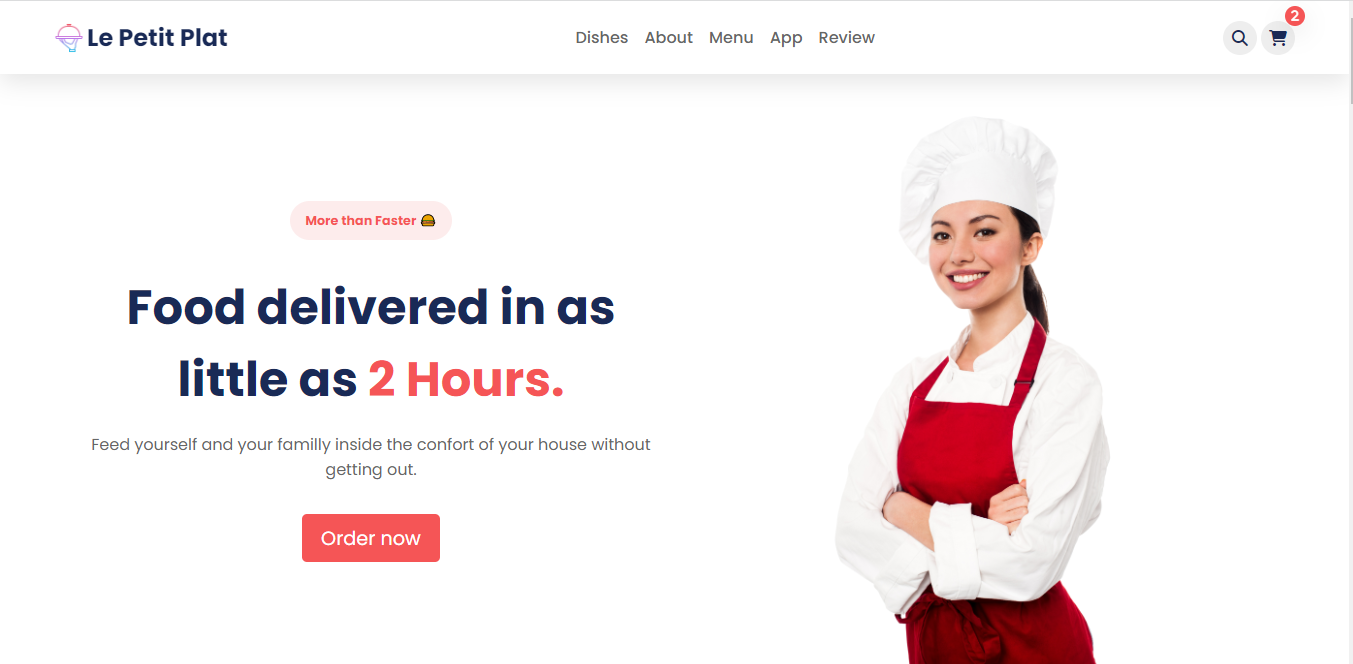 Le Petit Plat
Dishes About Menu App Review
2
More than Faster 🍔
Food delivered in as
little as 2 Hours.
Feed yourself and your familly inside the confort of your house without
getting out.
Order now